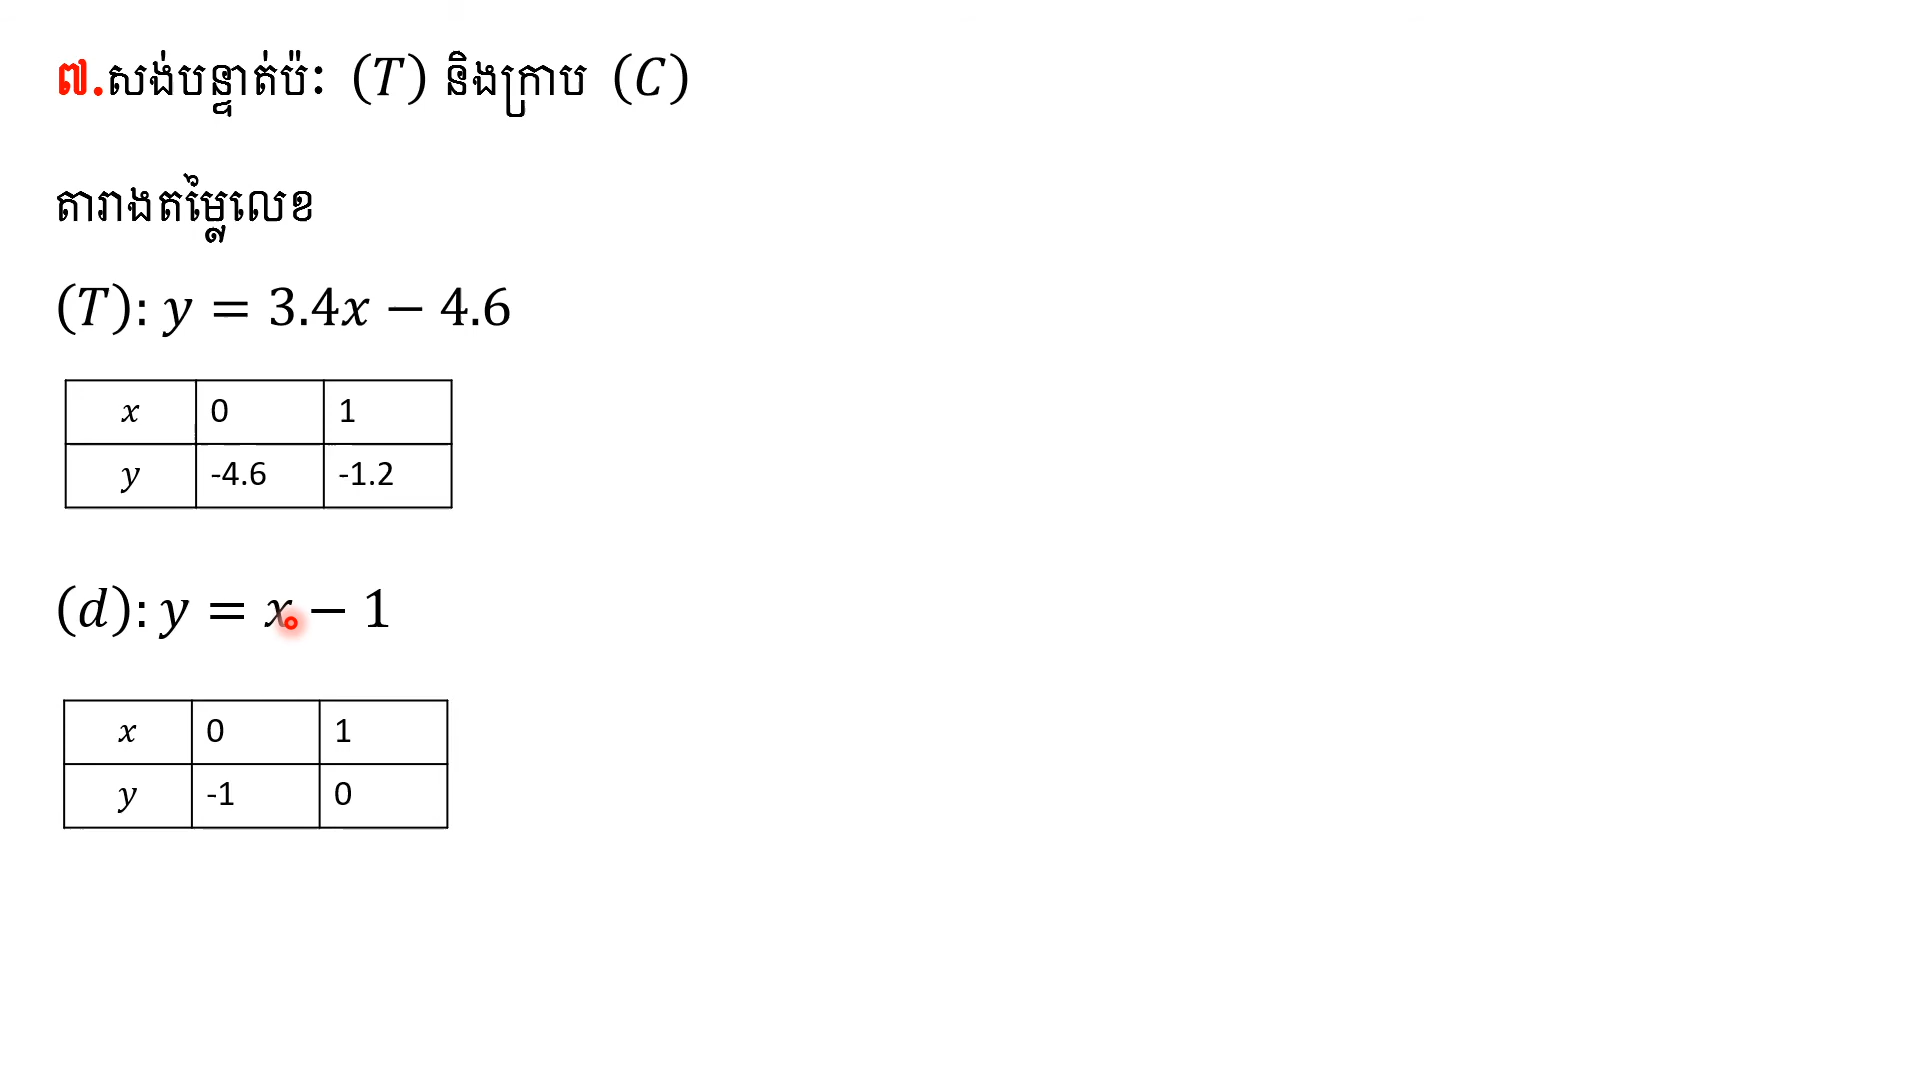 ៧.សង់បន្ទាត់ប៉ះ (T) និងក្រាប (C)
តារាងតម្លៃលេខ
(T): y = 3.4x − 4.6
x 0 1
y -4.6 -1.2
(d): y = x − 1
x 0 1
y -1 0